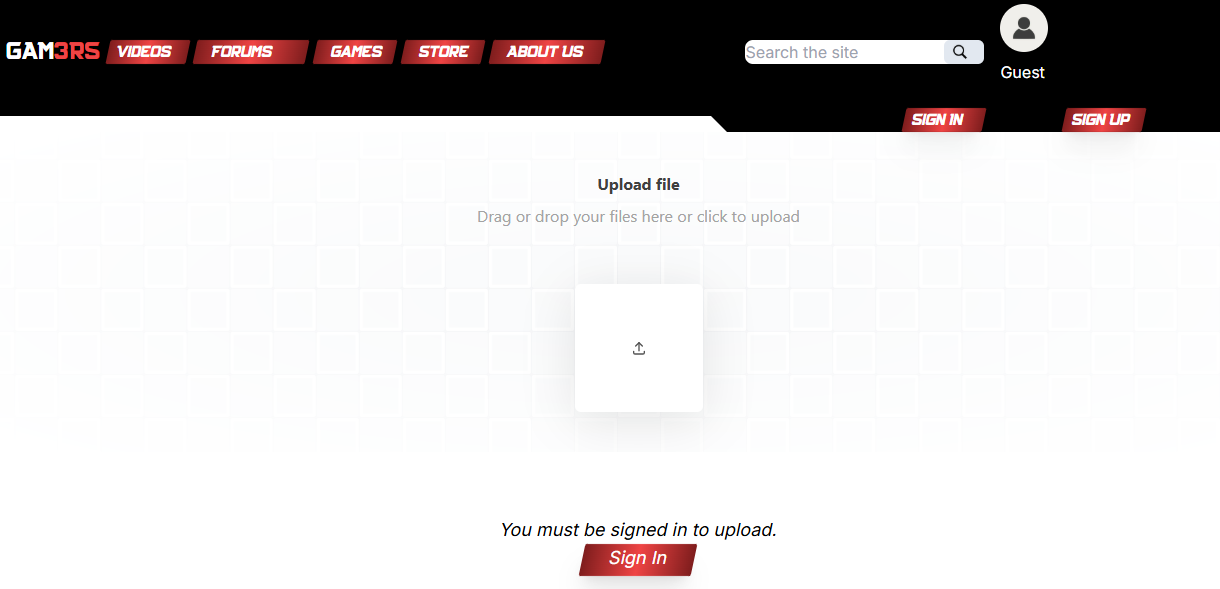 GAM3RS VIDEOS FORUMS GAMES STORE ABOUT US Search the site
Guest
SIGN IN SIGN UP
Upload file
Drag or drop your files here or click to upload
You must be signed in to upload.
Sign In